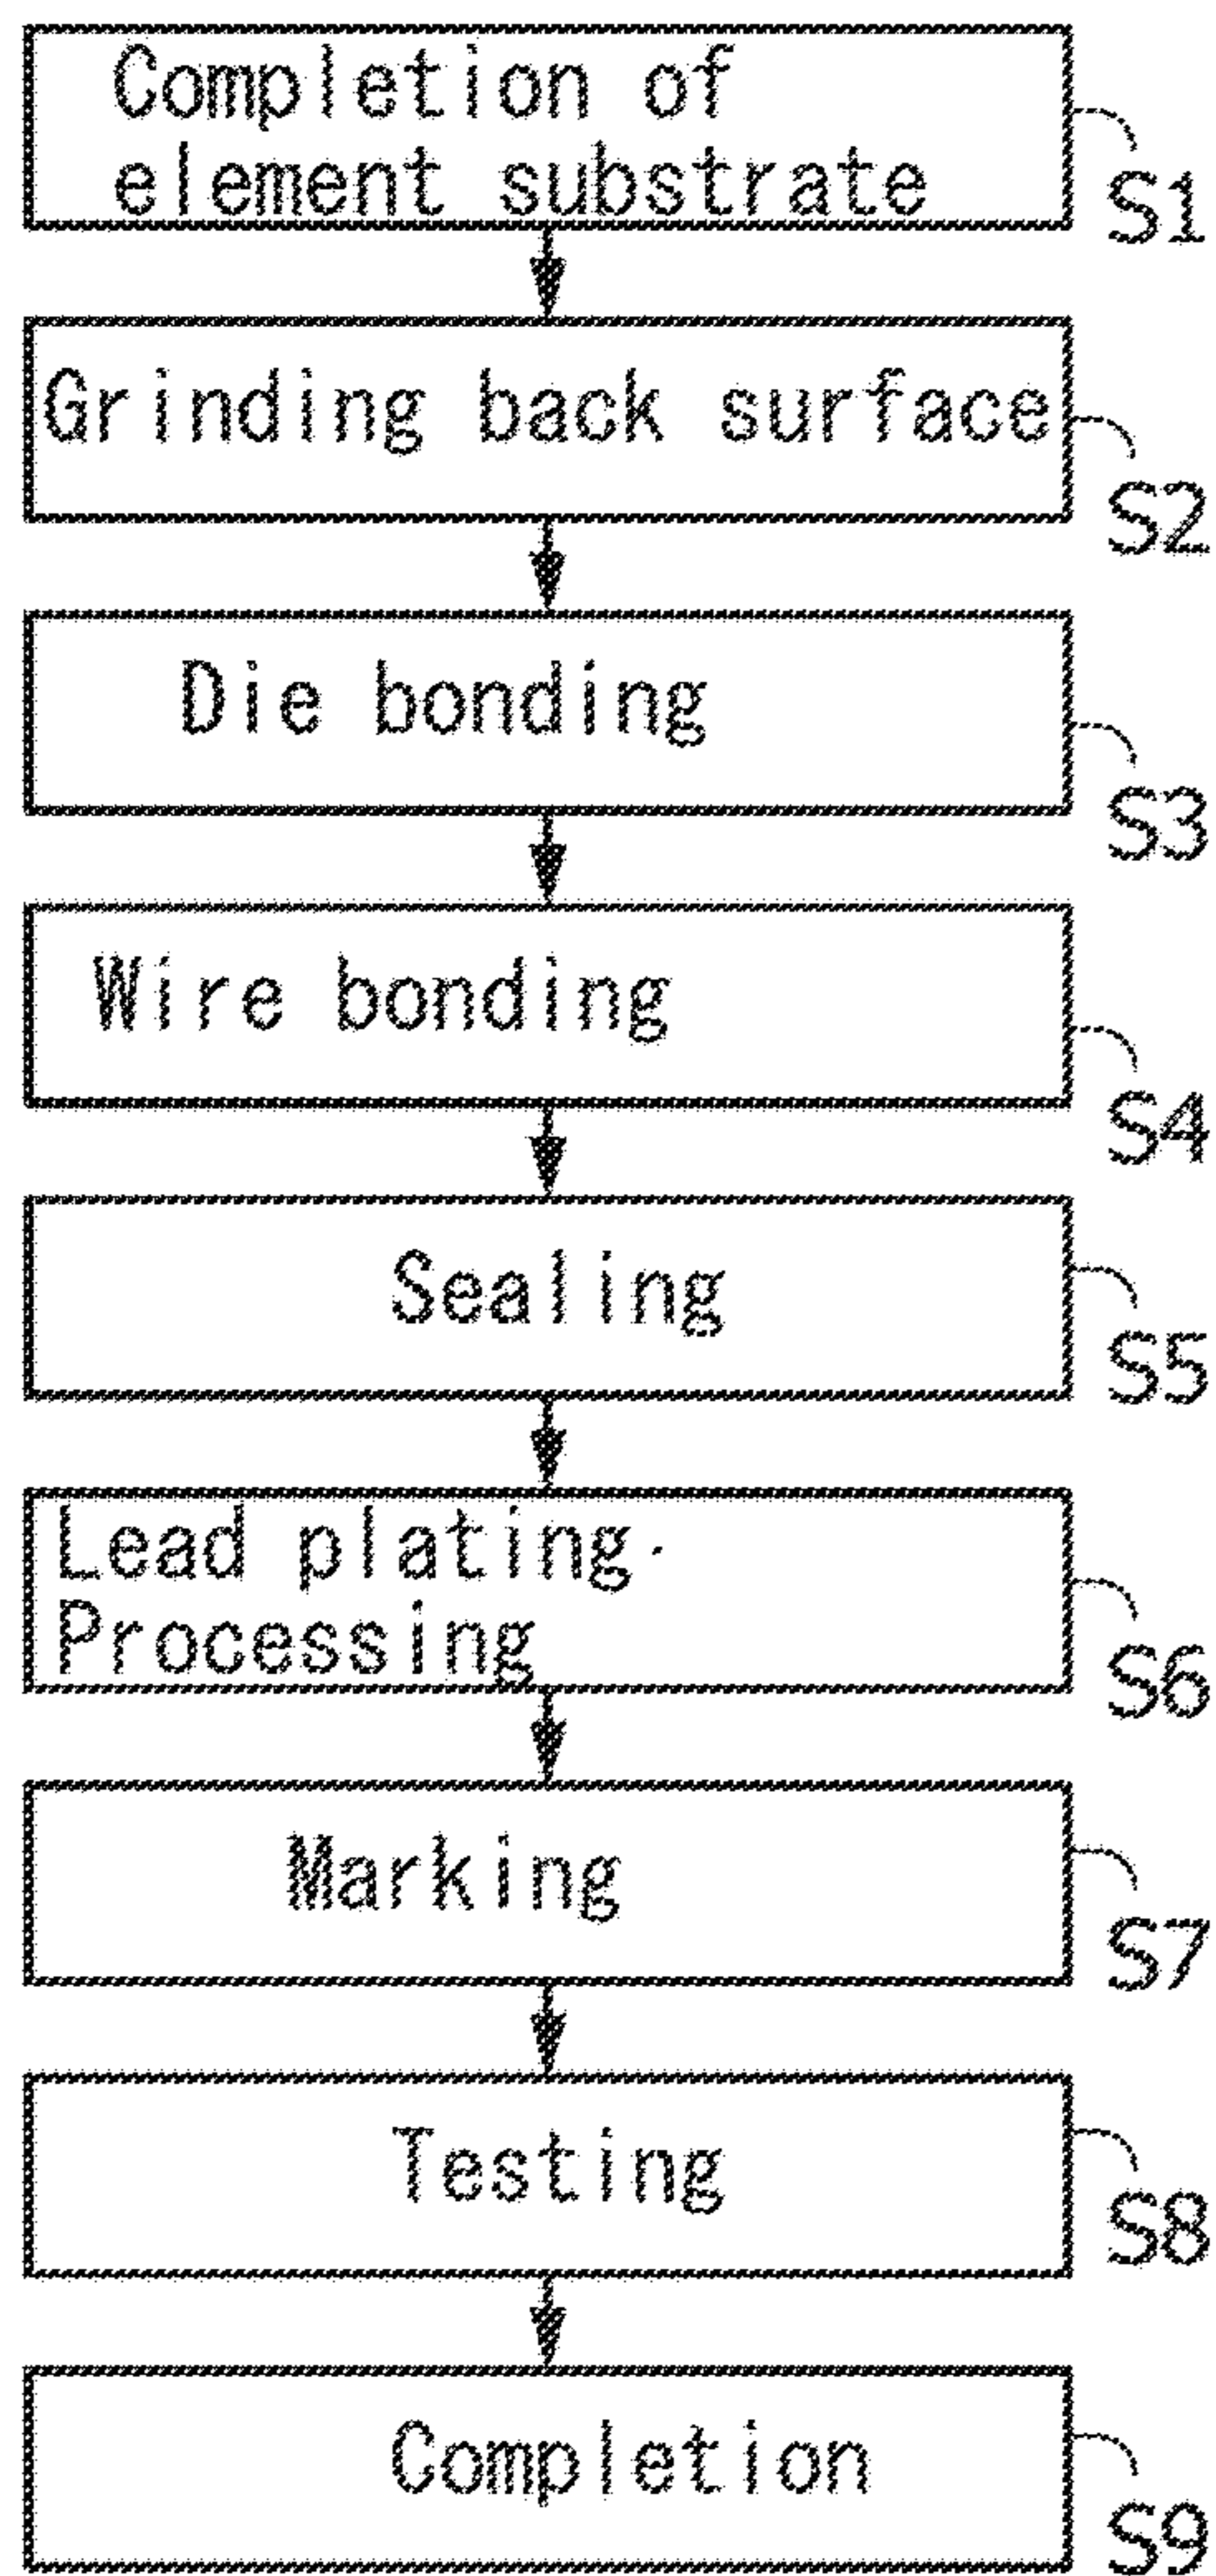 Completion of
element substrate
S1
Grinding back surface
S2
Die bonding
S3
Wire bonding
S4
Sealing
S5
Lead plating·
Processing
S6
Marking
S7
Testing
S8
Completion
S9